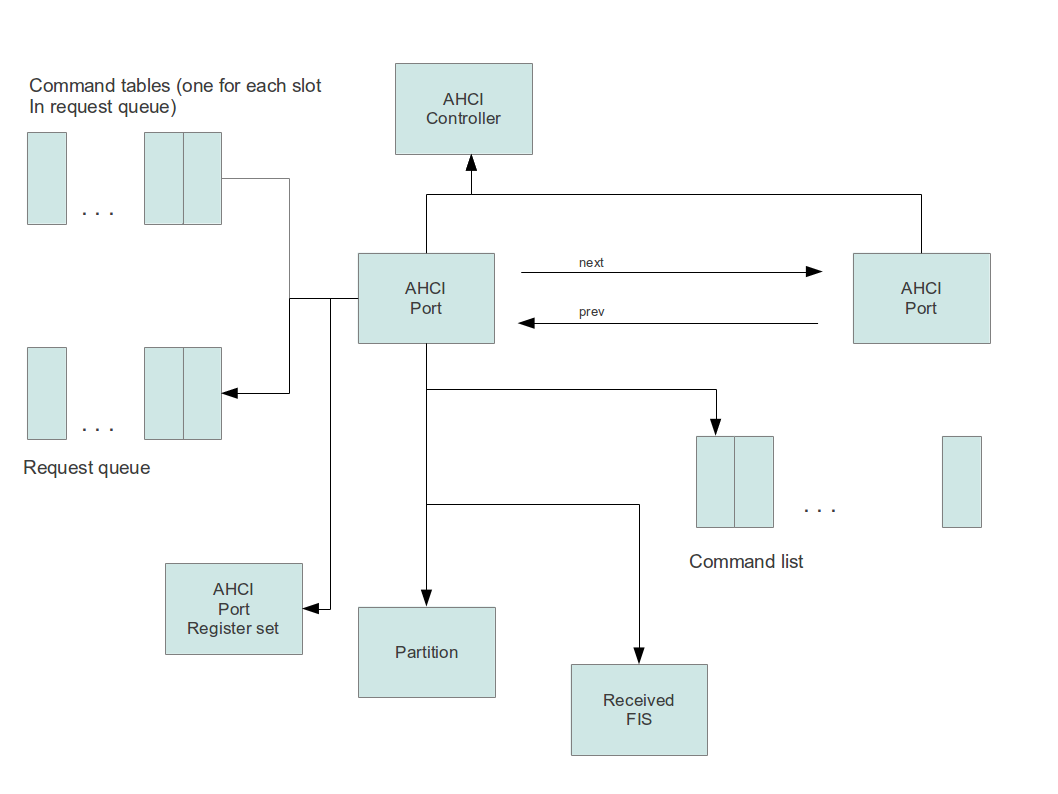 Command tables (one for each slot
In request queue)
AHCI
Controller
. . .
AHCI
Port
next
prev
AHCI
Port
. . .
Request queue
. . .
Command list
AHCI
Port
Register set
Partition
Received
FIS